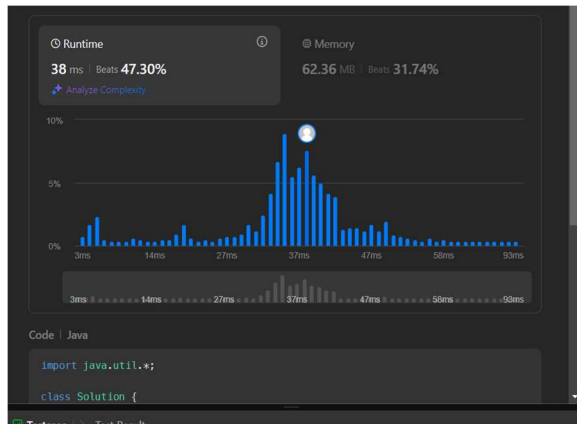 Runtime
38 ms | Beats 47.30%
Analyze Complexity
Memory
62.36 MB | Beats 31.74%
10%
5%
0%
3ms 14ms 27ms 37ms 47ms 58ms 93ms
3ms 14ms 27ms 37ms 47ms 58ms 93ms
Code | Java
import java.util.*;
class Solution {
Testcase Test Result